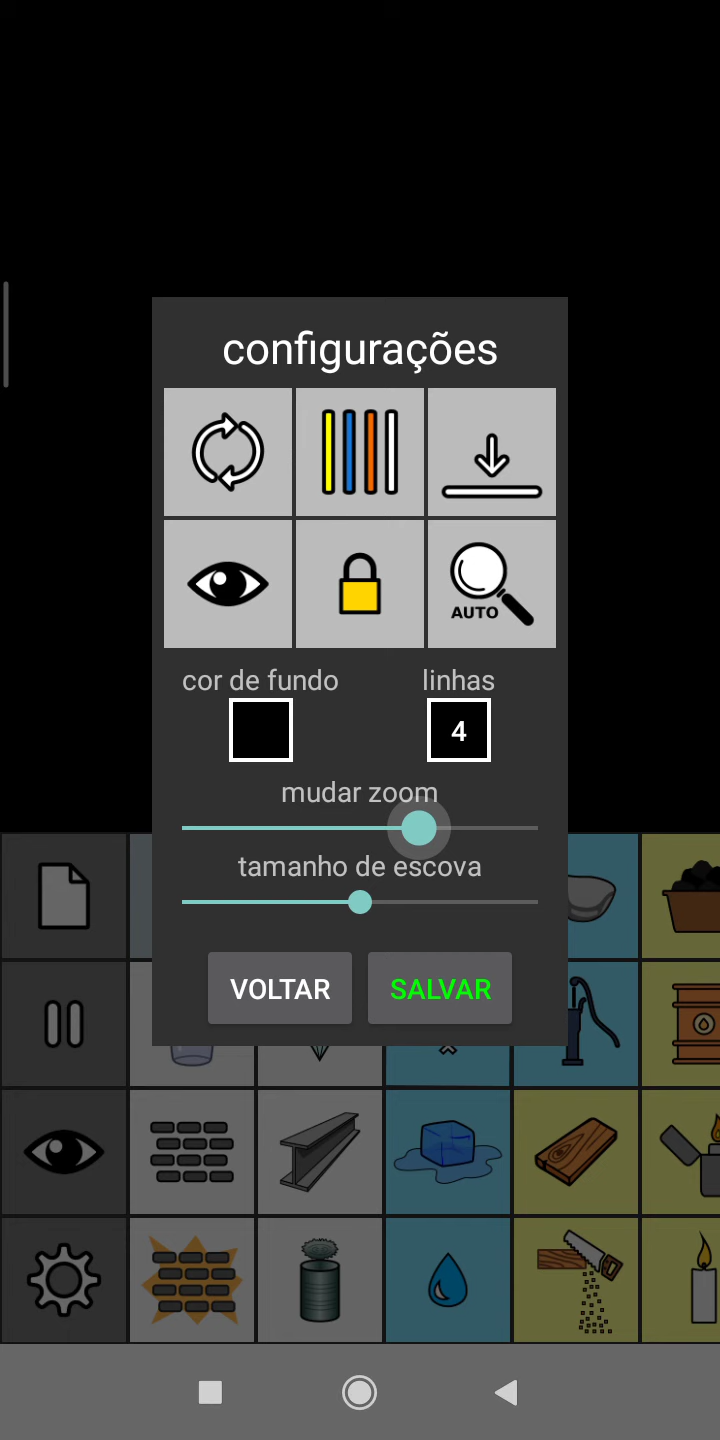 configurações
AUTO
cor de fundo
linhas
4
mudar zoom
tamanho de escova
VOLTAR
SALVAR